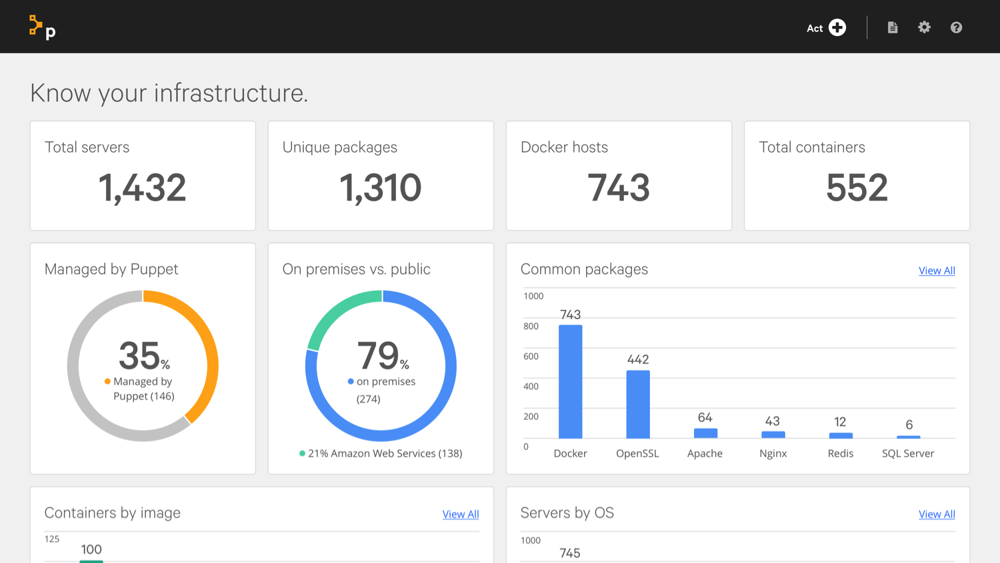 p
Act
Know your infrastructure.
Total servers
1,432
Unique packages
1,310
Docker hosts
743
Total containers
552
Managed by Puppet
35%
Managed by
Puppet (146)
On premises vs. public
79%
on premises
(274)
21% Amazon Web Services (138)
Common packages
View All
1000
800
600
400
200
0
743
442
64
43
12
6
Docker
OpenSSL
Apache
Nginx
Redis
SQL Server
Containers by image
View All
125
100
Servers by OS
View All
1000
745